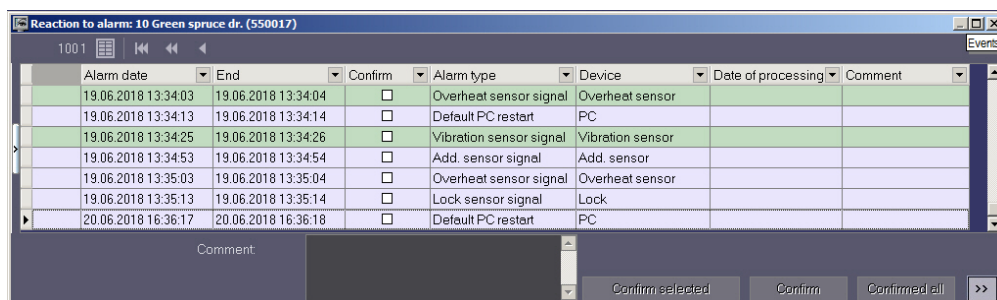 Reaction to alarm: 10 Green spruce dr. (550017)
1001
Events
Alarm date End Confirm Alarm type Device Date of processing Comment
19.06.2018 13:34:03 19.06.2018 13:34:04 Overheat sensor signal Overheat sensor
19.06.2018 13:34:13 19.06.2018 13:34:14 Default PC restart PC
19.06.2018 13:34:25 19.06.2018 13:34:26 Vibration sensor signal Vibration sensor
19.06.2018 13:34:53 19.06.2018 13:34:54 Add. sensor signal Add. sensor
19.06.2018 13:35:03 19.06.2018 13:35:04 Overheat sensor signal Overheat sensor
19.06.2018 13:35:13 19.06.2018 13:35:14 Lock sensor signal Lock
20.06.2018 16:36:17 20.06.2018 16:36:18 Default PC restart PC
Comment:
Confirm selected Confirm Confirmed all >>